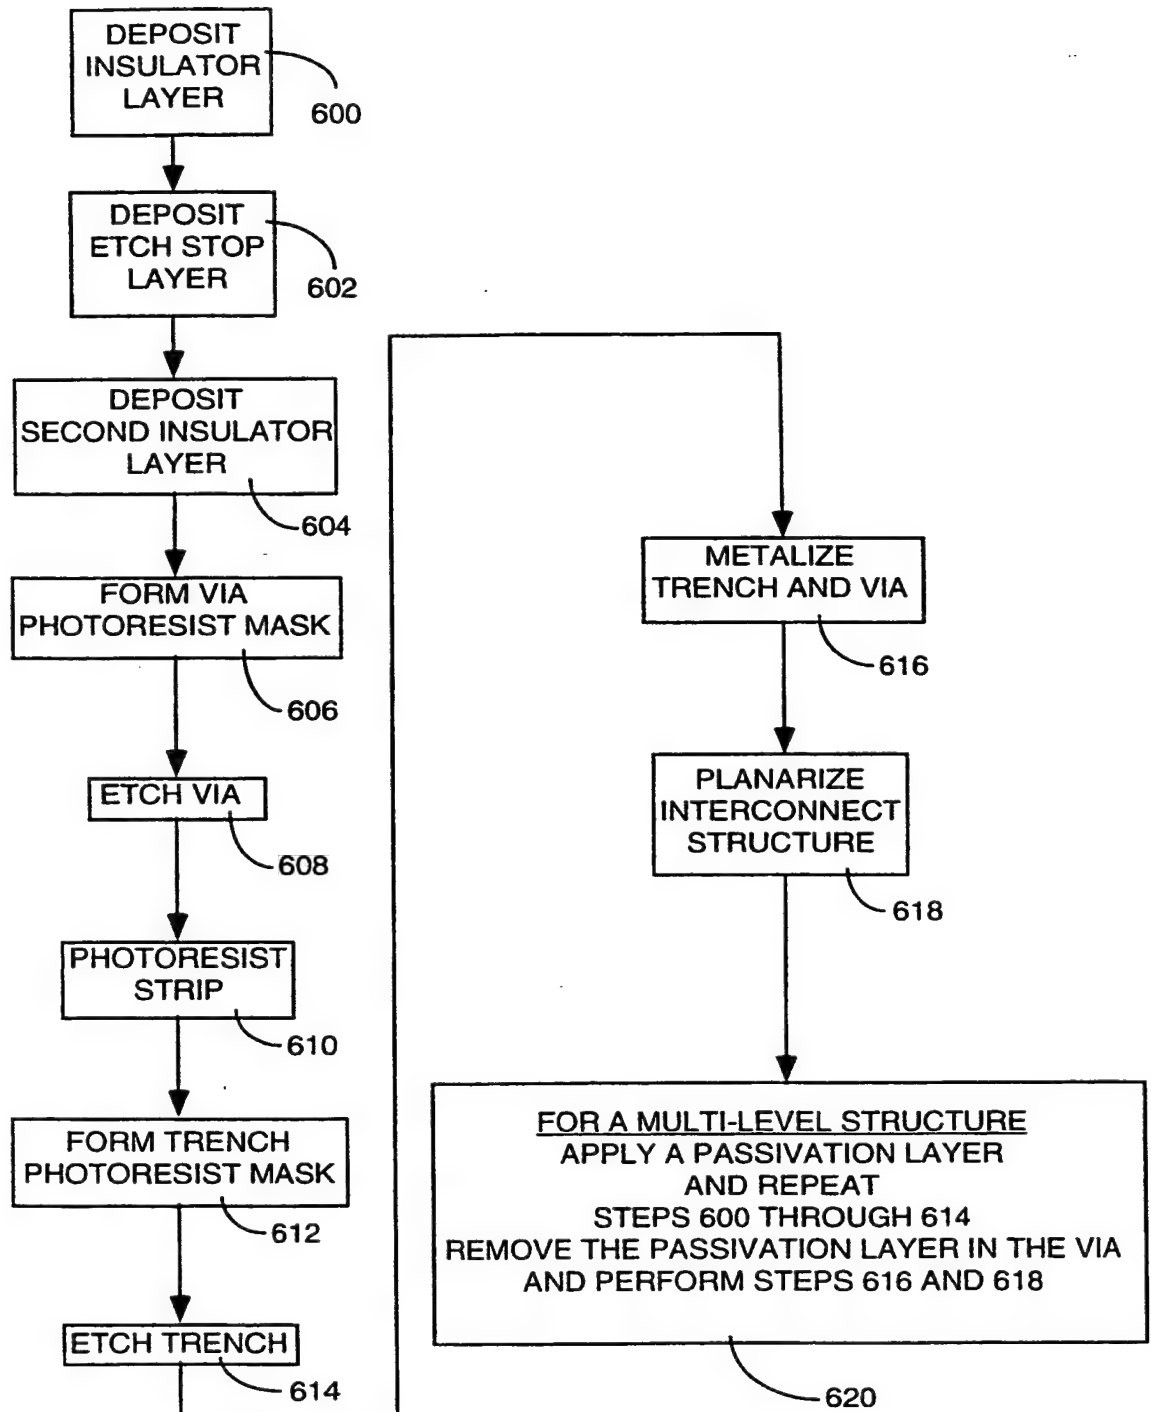 DEPOSIT
INSULATOR
LAYER
600
DEPOSIT
ETCH STOP
LAYER
602
DEPOSIT
SECOND INSULATOR
LAYER
604
FORM VIA
PHOTORESIST MASK
606
ETCH VIA
608
PHOTORESIST
STRIP
610
FORM TRENCH
PHOTORESIST MASK
612
ETCH TRENCH
614
METALIZE
TRENCH AND VIA
616
PLANARIZE
INTERCONNECT
STRUCTURE
618
FOR A MULTI-LEVEL STRUCTURE
APPLY A PASSIVATION LAYER
AND REPEAT
STEPS 600 THROUGH 614
REMOVE THE PASSIVATION LAYER IN THE VIA
AND PERFORM STEPS 616 AND 618
620